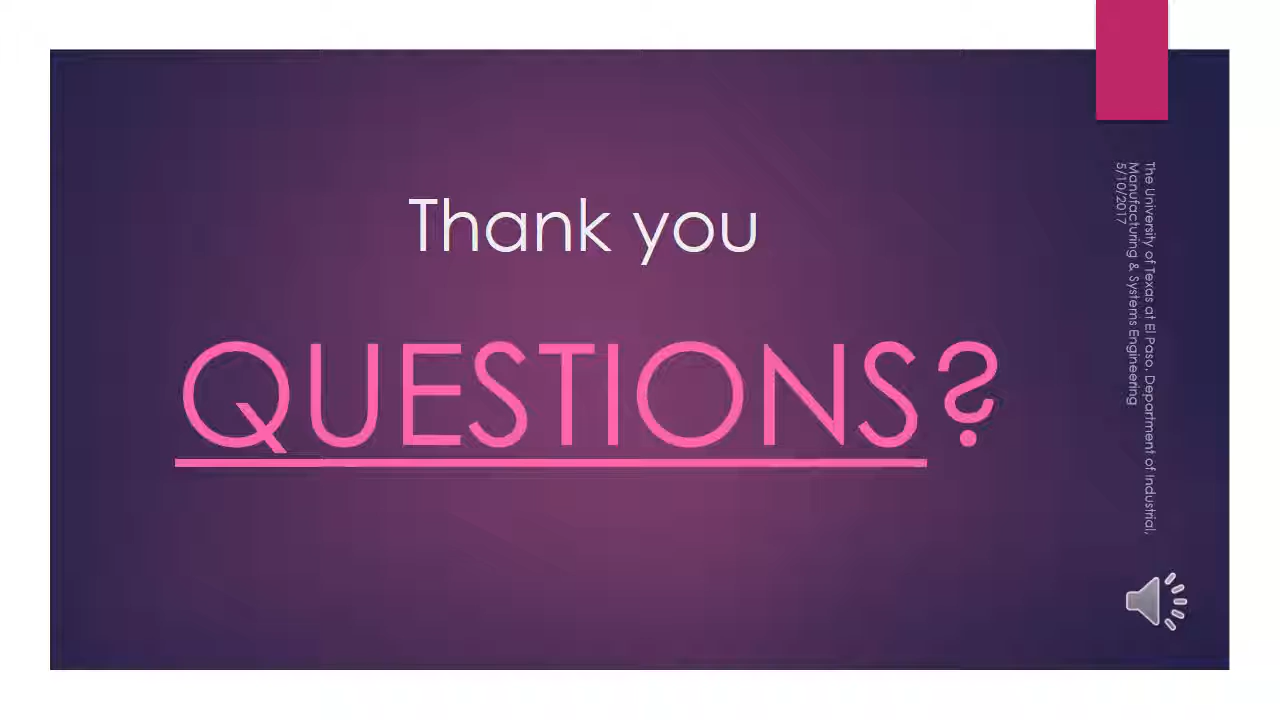 Thank you
QUESTIONS?
The University of Texas at El Paso, Department of Industrial,
Manufacturing & Systems Engineering
5/10/2017